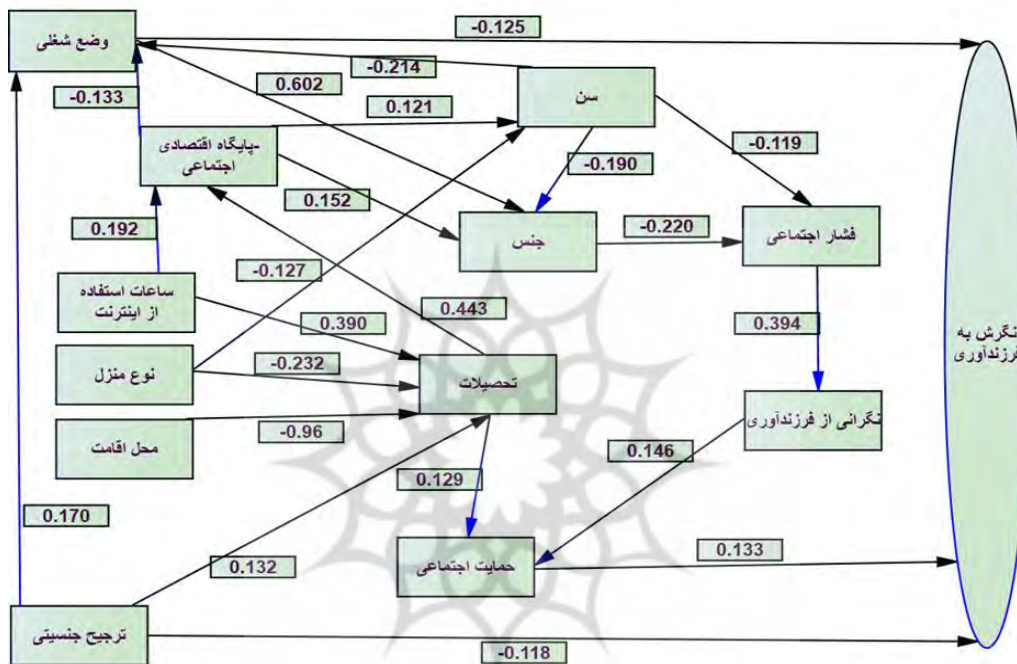 -0.125
وضع شغلی
-0.214
0.602
سن
-0.133
0.121
پایگاه اقتصادی-
اجتماعی
-0.119
-0.190
0.152
جنس
-0.220
فشار اجتماعی
0.192
-0.127
ساعات استفاده
از اینترنت
0.443
0.390
0.394
نگرش به
فرزندآوری
نوع منزل
-0.232
تحصیلات
نگرانی از فرزندآوری
محل اقامت
-0.96
0.146
0.129
0.170
0.132
حمایت اجتماعی
0.133
ترجیح جنسیتی
-0.118